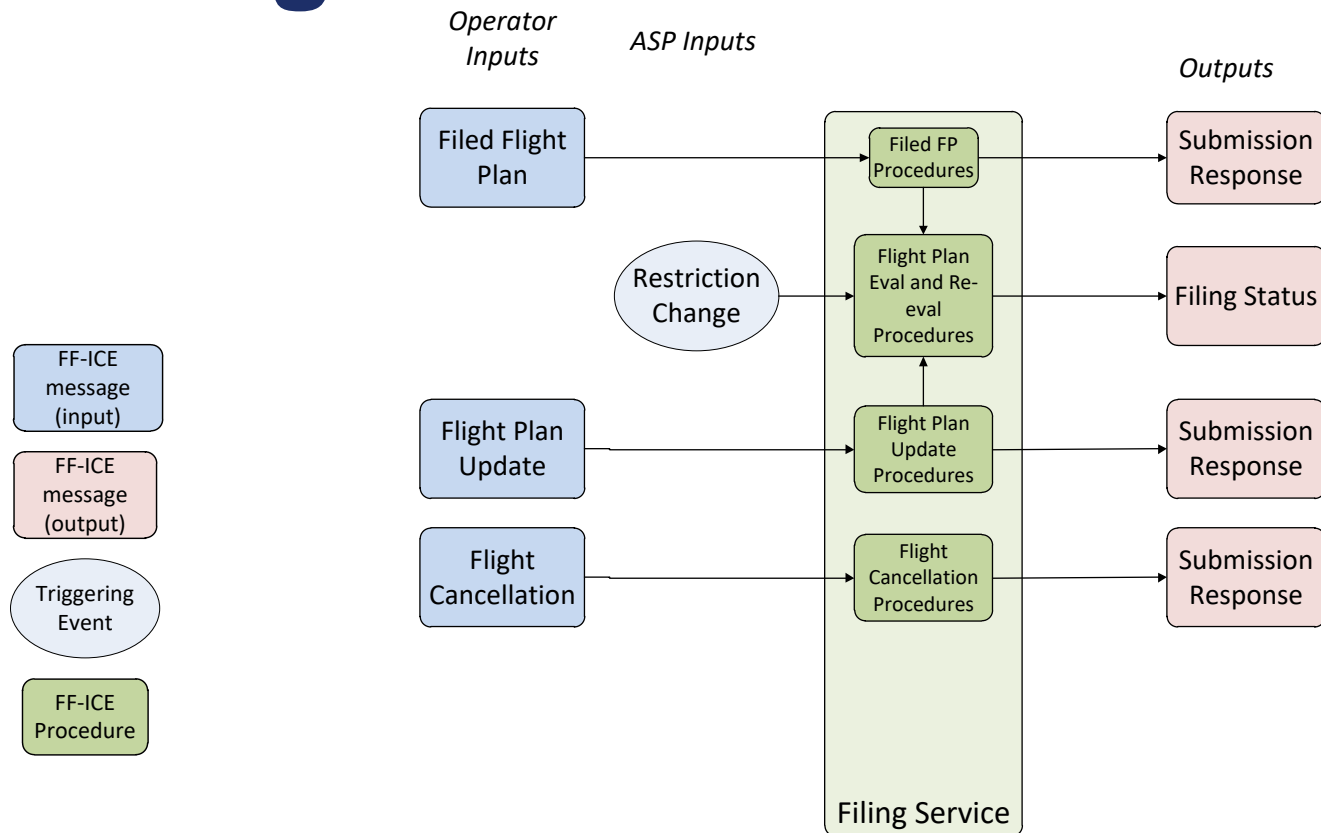 Operator
Inputs
ASP Inputs
Outputs
Filed Flight
Plan
Filed FP
Procedures
Submission
Response
Restriction
Change
Flight Plan
Eval and Re-
eval
Procedures
Filing Status
FF-ICE
message
(input)
Flight Plan
Update
Flight Plan
Update
Procedures
Submission
Response
FF-ICE
message
(output)
Flight
Cancellation
Flight
Cancellation
Procedures
Submission
Response
Triggering
Event
FF-ICE
Procedure
Filing Service